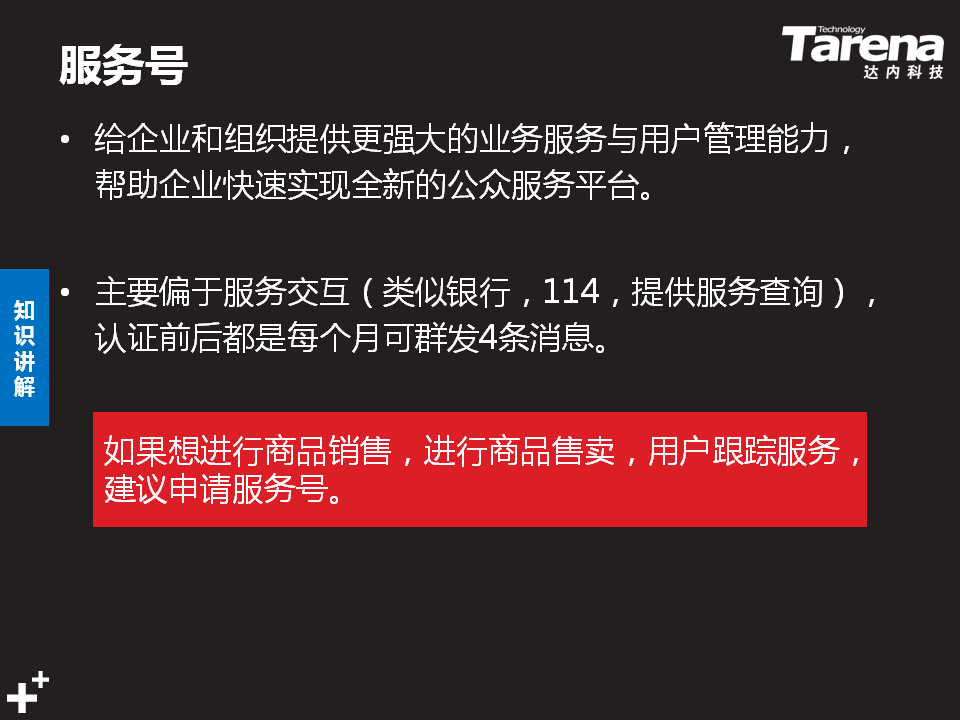 服务号
Technology
Tarena
达内科技
• 给企业和组织提供更强大的业务服务与用户管理能力，
帮助企业快速实现全新的公众服务平台。
• 主要偏于服务交互（类似银行，114，提供服务查询），
认证前后都是每个月可群发4条消息。
知
识
讲
解
如果想进行商品销售，进行商品售卖，用户跟踪服务，
建议申请服务号。